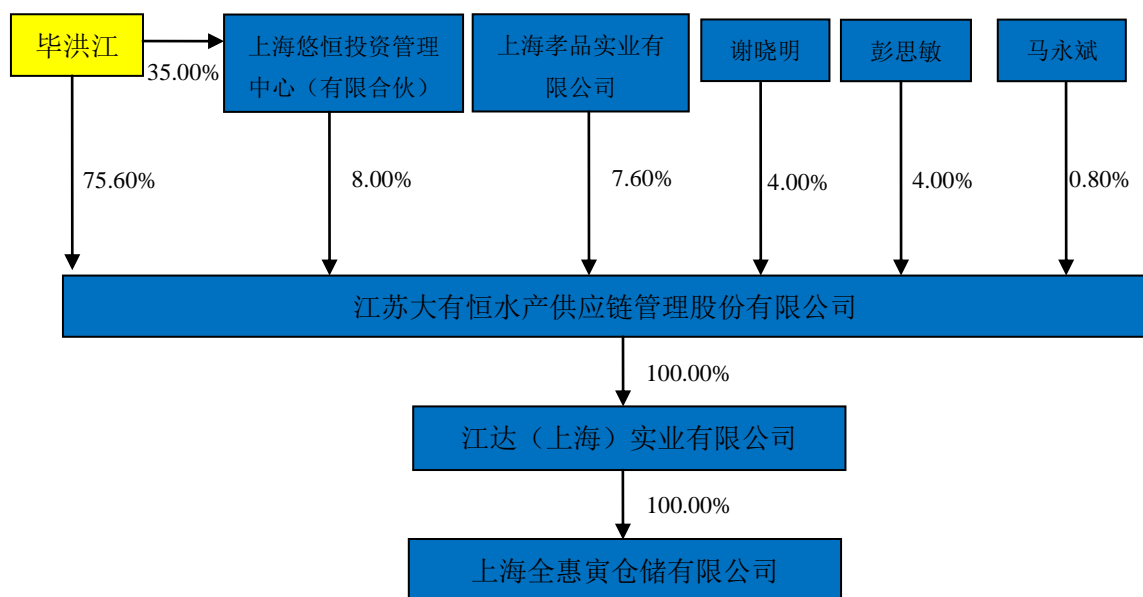 毕洪江
35.00%
上海悠恒投资管理
中心（有限合伙）
上海孝品实业有
限公司
谢晓明
彭思敏
马永斌
75.60%
8.00%
7.60%
4.00%
4.00%
0.80%
江苏大有恒水产供应链管理股份有限公司
100.00%
江达（上海）实业有限公司
100.00%
上海全惠寅仓储有限公司